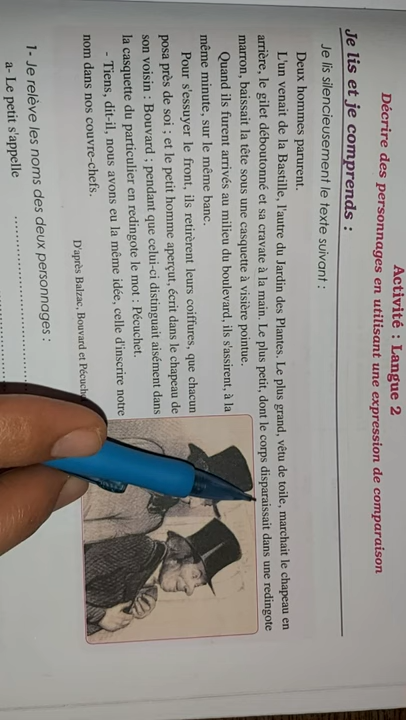 Activité : Langue 2
Décrire des personnages en utilisant une expression de comparaison
Je lis et je comprends :
Je lis silencieusement le texte suivant :
Deux hommes parurent.
L'un venait de la Bastille, l'autre du Jardin des Plantes. Le plus grand, vêtu de toile, marchait le chapeau en
arrière, le gilet déboutonné et sa cravate à la main. Le plus petit, dont le corps disparaissait dans une redingote
marron, baissait la tête sous une casquette à visière pointue.
Quand ils furent arrivés au milieu du boulevard, ils s'assirent, à la
même minute, sur le même banc.
Pour s'essuyer le front, ils retirèrent leurs coiffures, que chacun
posa près de soi ; et le petit homme aperçut, écrit dans le chapeau de
son voisin : Bouvard ; pendant que celui-ci distinguait aisément dans
la casquette du particulier en redingote le mot : Pécuchet.
- Tiens, dit-il, nous avons eu la même idée, celle d'inscrire notre
nom dans nos couvre-chefs.
D'après Balzac, Bouvard et
1- Je relève les noms des deux personnages :
a- Le petit s'appelle ..............